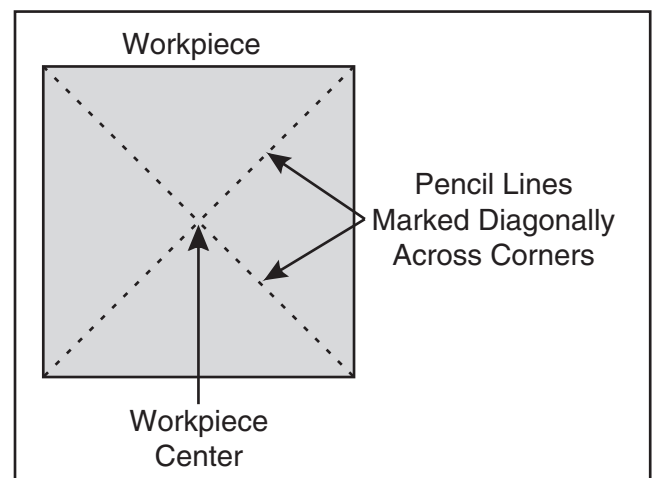 Workpiece
Pencil Lines
Marked Diagonally
Across Corners
Workpiece
Center